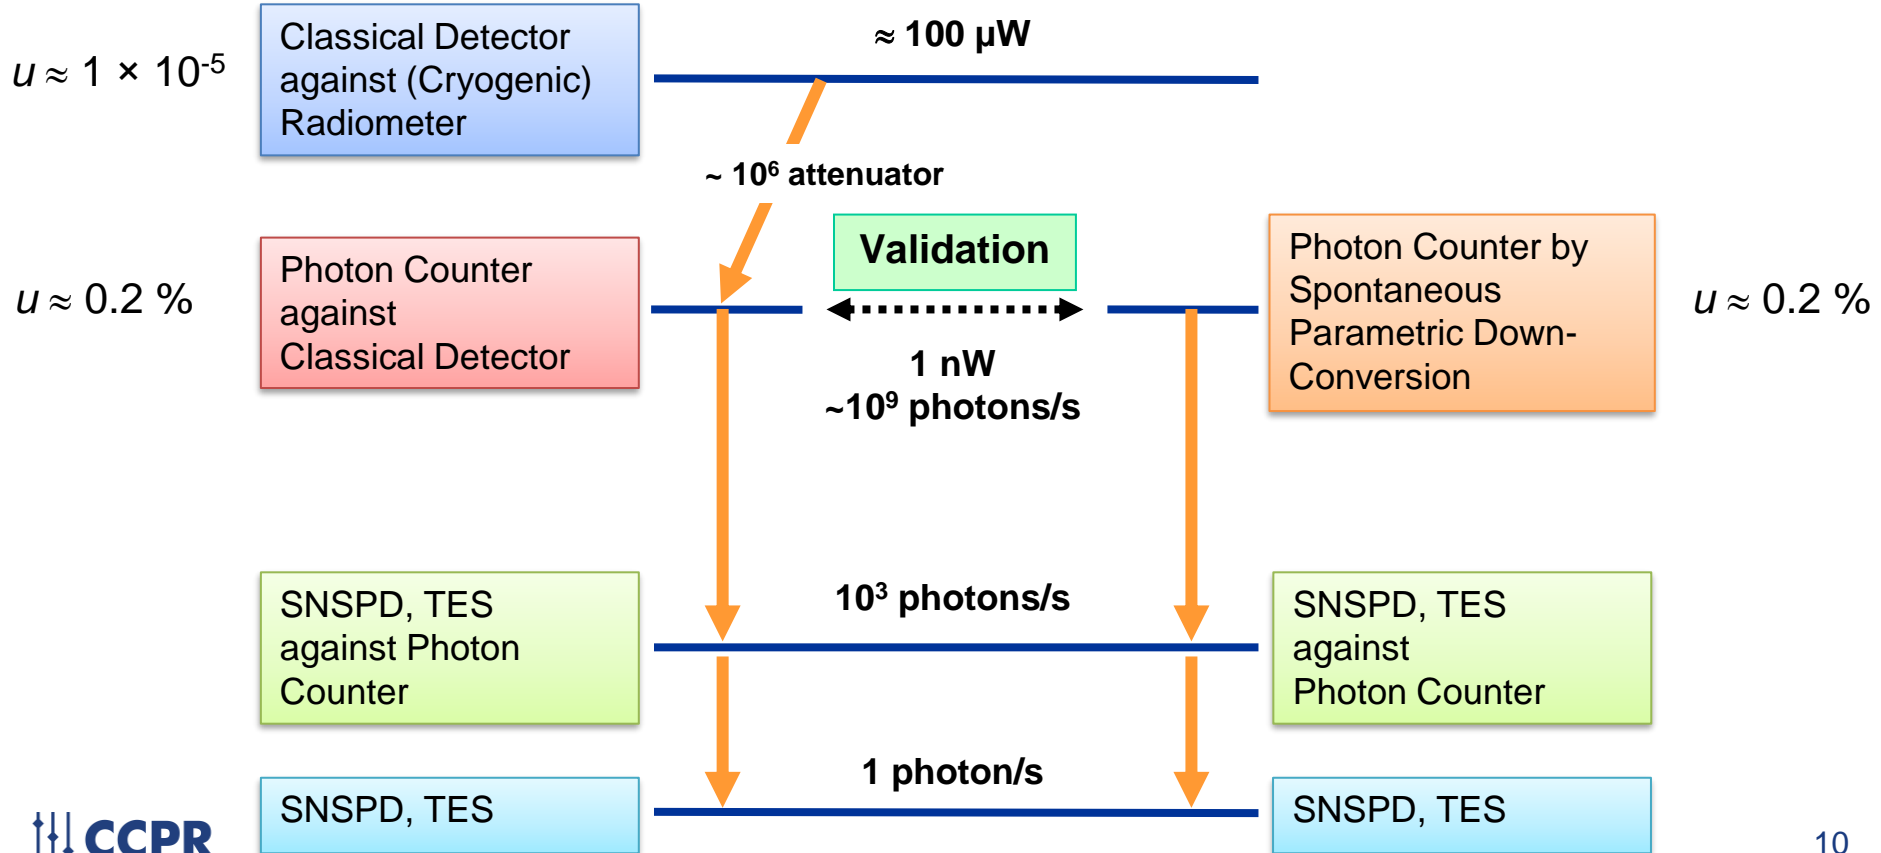 u ≈ 1 × 10⁻⁵
Classical Detector
against (Cryogenic)
Radiometer
≈ 100 µW
~ 10⁶ attenuator
u ≈ 0.2 %
Photon Counter
against
Classical Detector
Validation
1 nW
~10⁹ photons/s
Photon Counter by
Spontaneous
Parametric Down-
Conversion
u ≈ 0.2 %
SNSPD, TES
against Photon
Counter
10³ photons/s
SNSPD, TES
against
Photon Counter
SNSPD, TES
1 photon/s
SNSPD, TES
CCPR
10